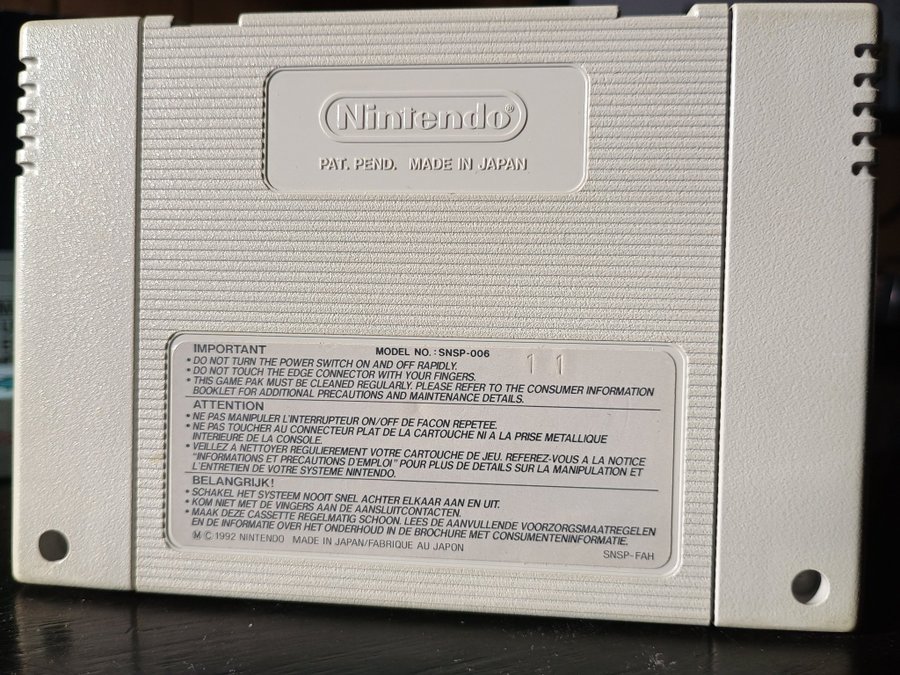 Nintendo®
PAT. PEND. MADE IN JAPAN
IMPORTANT MODEL NO. : SNSP-006 11
• DO NOT TURN THE POWER SWITCH ON AND OFF RAPIDLY.
• DO NOT TOUCH THE EDGE CONNECTOR WITH YOUR FINGERS.
• THIS GAME PAK MUST BE CLEANED REGULARLY. PLEASE REFER TO THE CONSUMER INFORMATION
BOOKLET FOR ADDITIONAL PRECAUTIONS AND MAINTENANCE DETAILS.
ATTENTION
• NE PAS MANIPULER L'INTERRUPTEUR ON/OFF DE FACON REPETEE.
• NE PAS TOUCHER AU CONNECTEUR PLAT DE LA CARTOUCHE NI A LA PRISE METALLIQUE
INTERIEURE DE LA CONSOLE.
• VEILLEZ A NETTOYER REGULIEREMENT VOTRE CARTOUCHE DE JEU. REFEREZ-VOUS A LA NOTICE
"INFORMATIONS ET PRECAUTIONS D'EMPLOI" POUR PLUS DE DETAILS SUR LA MANIPULATION ET
L'ENTRETIEN DE VOTRE SYSTEME NINTENDO.
BELANGRIJK!
• SCHAKEL HET SYSTEEM NOOIT SNEL ACHTER ELKAAR AAN EN UIT.
• KOM NIET MET DE VINGERS AAN DE AANSLUITCONTACTEN.
• MAAK DEZE CASSETTE REGELMATIG SCHOON. LEES DE AANVULLENDE VOORZORGSMAATREGELEN
EN DE INFORMATIE OVER HET ONDERHOUD IN DE BROCHURE MET CONSUMENTENINFORMATIE.
Ⓜ © 1992 NINTENDO MADE IN JAPAN/FABRIQUE AU JAPON
SNSP-FAH